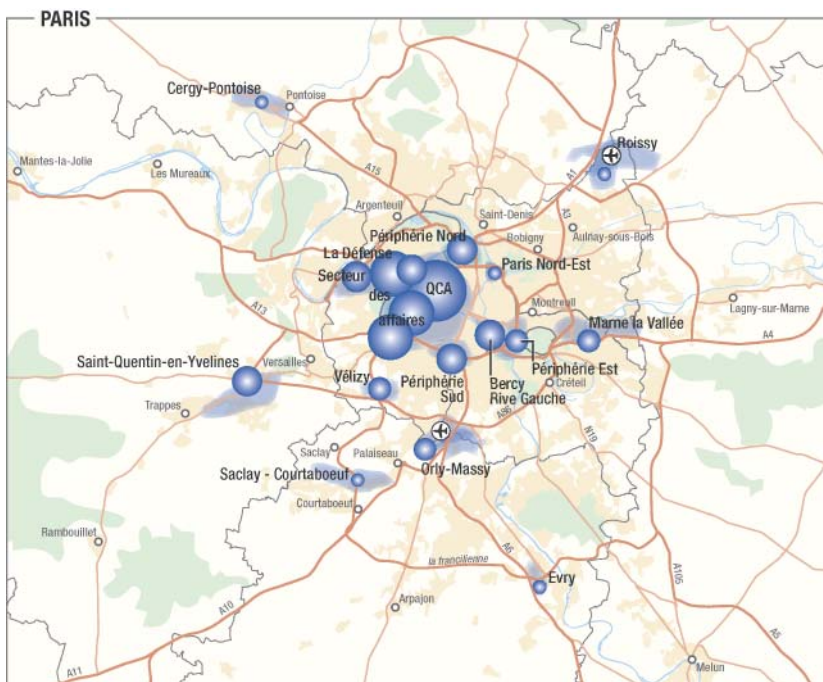 PARIS
Cergy-Pontoise
Pontoise
Roissy
Mantes-la-Jolie
Les Mureaux
A15
A1
Argenteuil
Saint-Denis
A3
Périphérie Nord
Bobigny
Aulnay-sous-Bois
La Défense
Paris Nord-Est
Secteur
des
affaires
QCA
A13
Montreuil
Lagny-sur-Marne
Marne la Vallée
A4
Saint-Quentin-en-Yvelines
Versailles
Vélizy
Périphérie
Sud
Bercy
Rive Gauche
Périphérie Est
Créteil
Trappes
A86
N19
Saclay
Palaiseau
Orly-Massy
Saclay - Courtaboeuf
Courtaboeuf
Rambouillet
la francilienne
A6
Evry
A105
A10
Arpajon
A5
A11
Melun